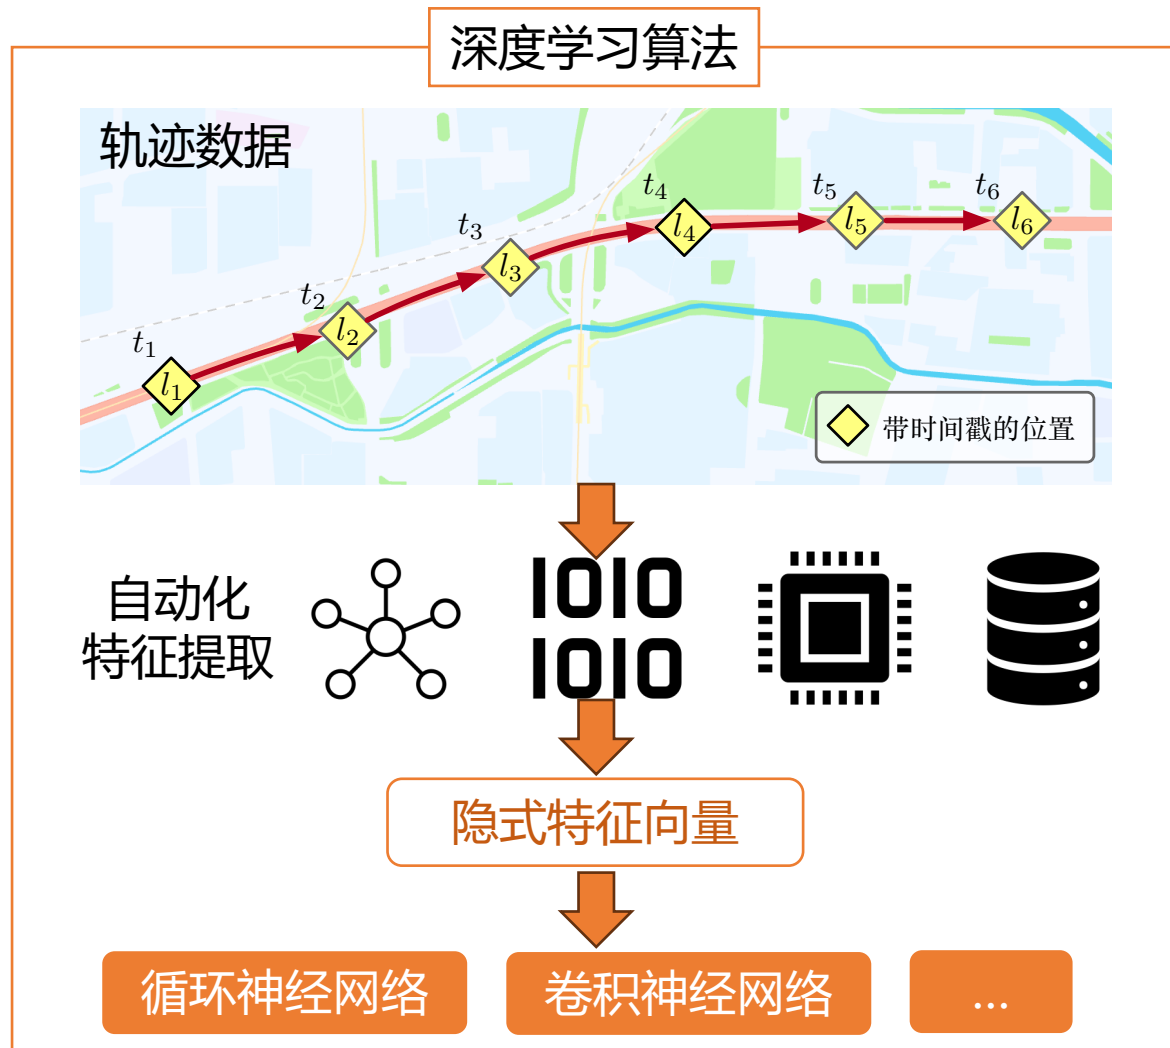 深度学习算法
轨迹数据
t₁ t₂ t₃ t₄ t₅ t₆
l₁ l₂ l₃ l₄ l₅ l₆
带时间戳的位置
自动化
特征提取
1010
1010
隐式特征向量
循环神经网络
卷积神经网络
...